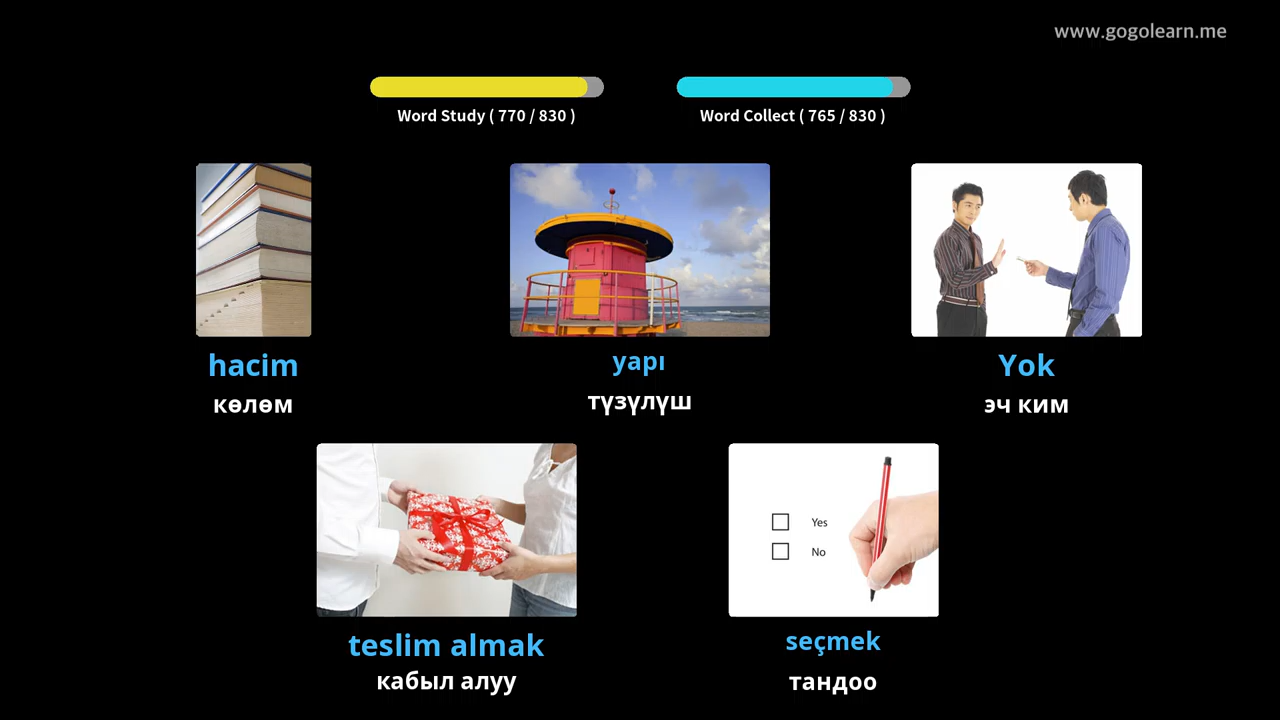 www.gogolearn.me
Word Study ( 770 / 830 )
Word Collect ( 765 / 830 )
hacim
көлөм
yapı
түзүлүш
Yok
эч ким
Yes
No
teslim almak
кабыл алуу
seçmek
тандоо